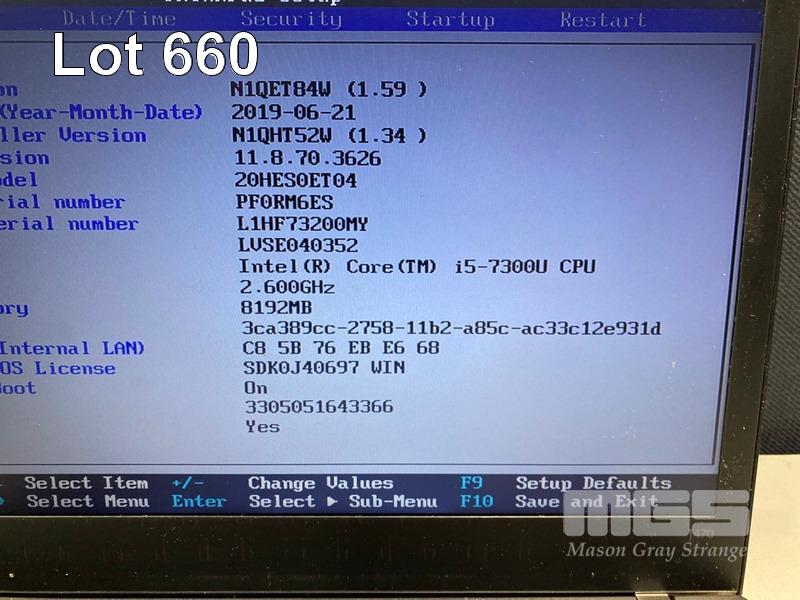 Date/Time Security Startup Restart
Lot 660
on N1QET84W (1.59 )
(Year-Month-Date) 2019-06-21
ller Version N1QHT52W (1.34 )
sion 11.8.70.3626
odel 20HES0ET04
rial number PF0RM6ES
erial number L1HF73200MY
LVSE040352
Intel(R) Core(TM) i5-7300U CPU
2.600GHz
ory 8192MB
3ca389cc-2758-11b2-a85c-ac33c12e931d
Internal LAN) C8 5B 76 EB E6 68
OS License SDK0J40697 WIN
Boot On
3305051643366
Yes
Select Item +/- Change Values F9 Setup Defaults
Select Menu Enter Select ▶ Sub-Menu F10 Save and Exit
MGS
T470
Mason Gray Strange